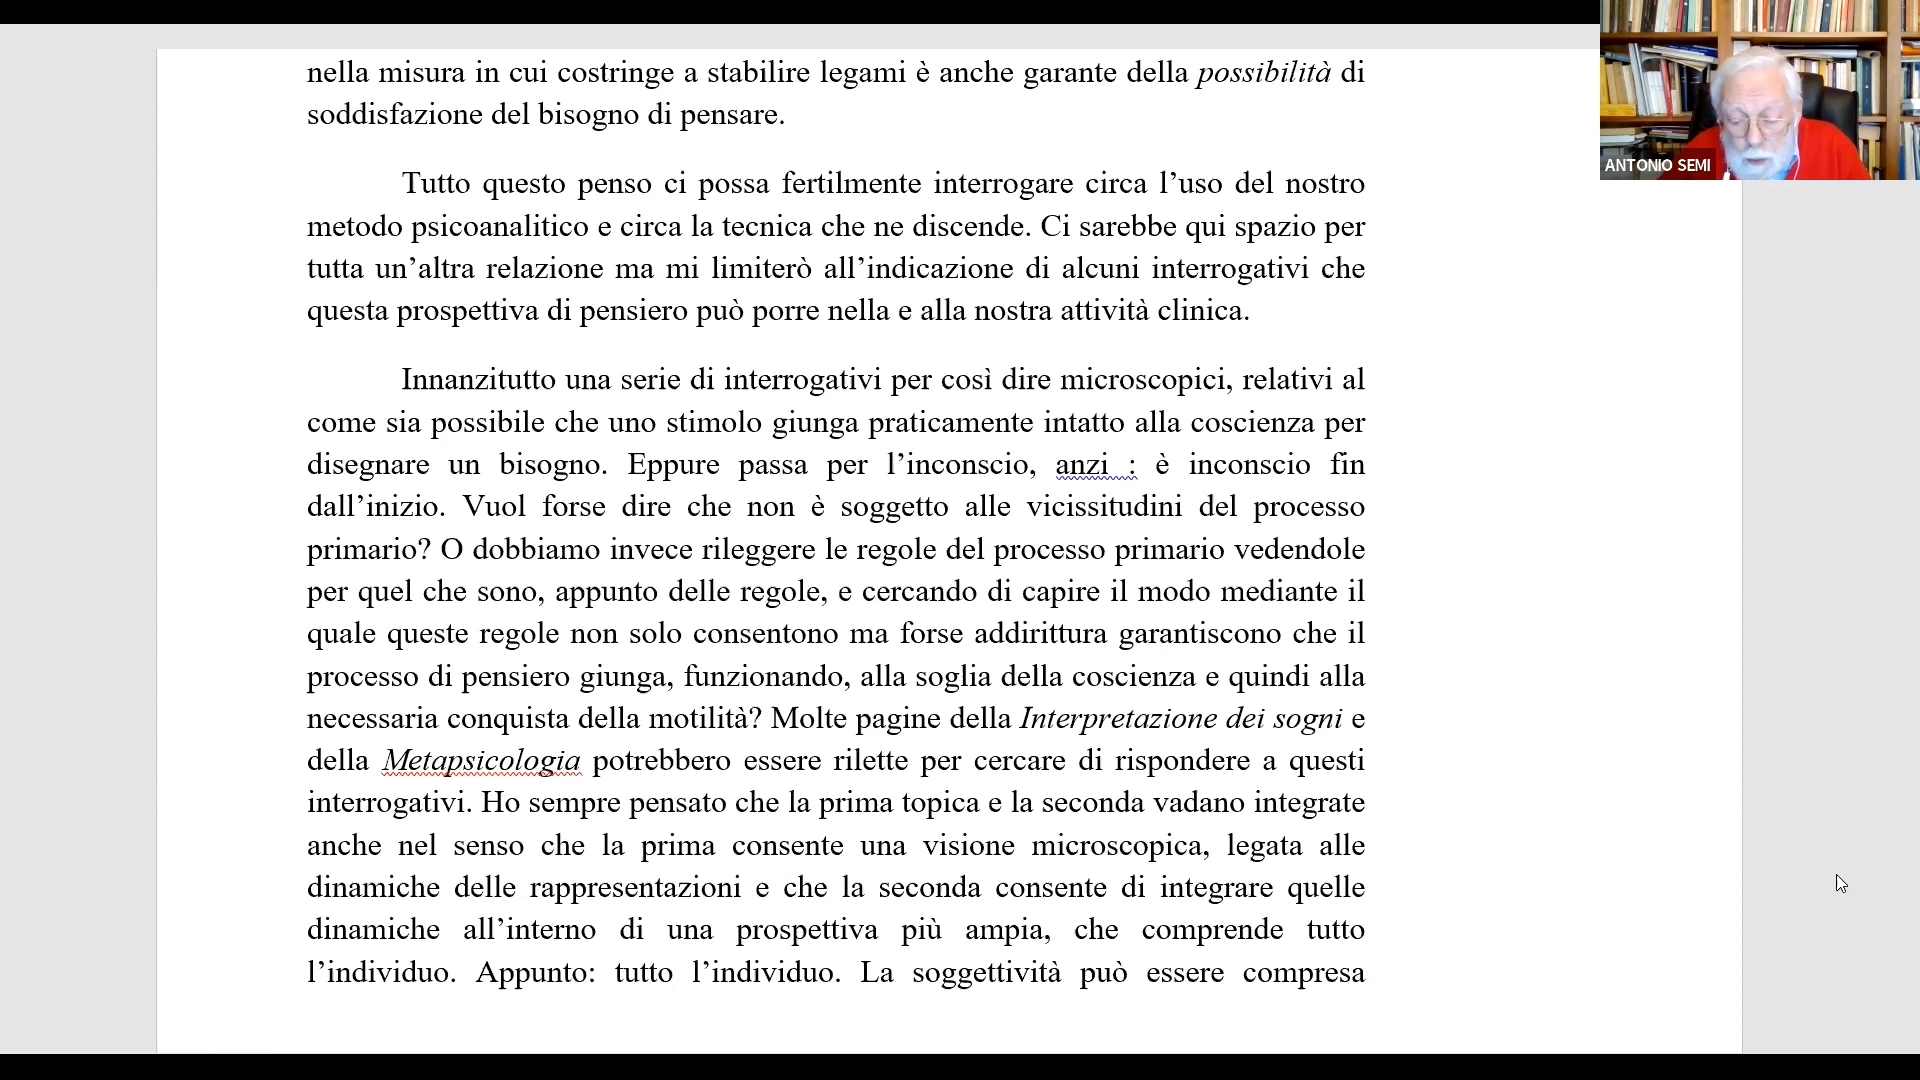 nella misura in cui costringe a stabilire legami è anche garante della possibilità di
soddisfazione del bisogno di pensare.
Tutto questo penso ci possa fertilmente interrogare circa l’uso del nostro
metodo psicoanalitico e circa la tecnica che ne discende. Ci sarebbe qui spazio per
tutta un’altra relazione ma mi limiterò all’indicazione di alcuni interrogativi che
questa prospettiva di pensiero può porre nella e alla nostra attività clinica.
Innanzitutto una serie di interrogativi per così dire microscopici, relativi al
come sia possibile che uno stimolo giunga praticamente intatto alla coscienza per
disegnare un bisogno. Eppure passa per l’inconscio, anzi : è inconscio fin
dall’inizio. Vuol forse dire che non è soggetto alle vicissitudini del processo
primario? O dobbiamo invece rileggere le regole del processo primario vedendole
per quel che sono, appunto delle regole, e cercando di capire il modo mediante il
quale queste regole non solo consentono ma forse addirittura garantiscono che il
processo di pensiero giunga, funzionando, alla soglia della coscienza e quindi alla
necessaria conquista della motilità? Molte pagine della Interpretazione dei sogni e
della Metapsicologia potrebbero essere rilette per cercare di rispondere a questi
interrogativi. Ho sempre pensato che la prima topica e la seconda vadano integrate
anche nel senso che la prima consente una visione microscopica, legata alle
dinamiche delle rappresentazioni e che la seconda consente di integrare quelle
dinamiche all’interno di una prospettiva più ampia, che comprende tutto
l’individuo. Appunto: tutto l’individuo. La soggettività può essere compresa
ANTONIO SEMI